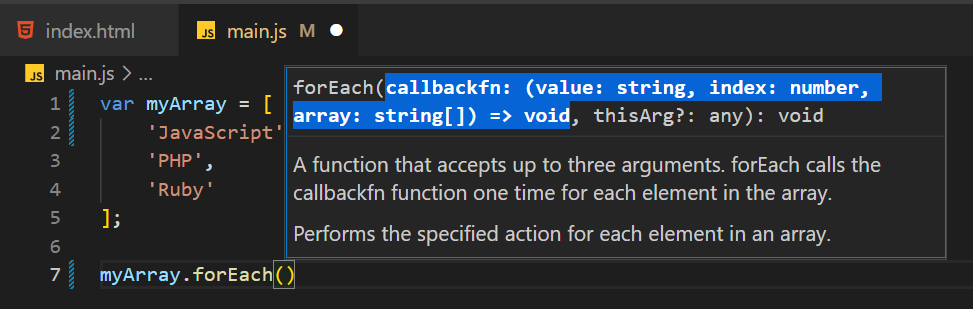 index.html
main.js M
JS
JS main.js > ...
forEach(callbackfn: (value: string, index: number,
array: string[]) => void, thisArg?: any): void
A function that accepts up to three arguments. forEach calls the
callbackfn function one time for each element in the array.
Performs the specified action for each element in an array.
1 var myArray = [
2 'JavaScript'
3 'PHP',
4 'Ruby'
5 ];
6
7 myArray.forEach()